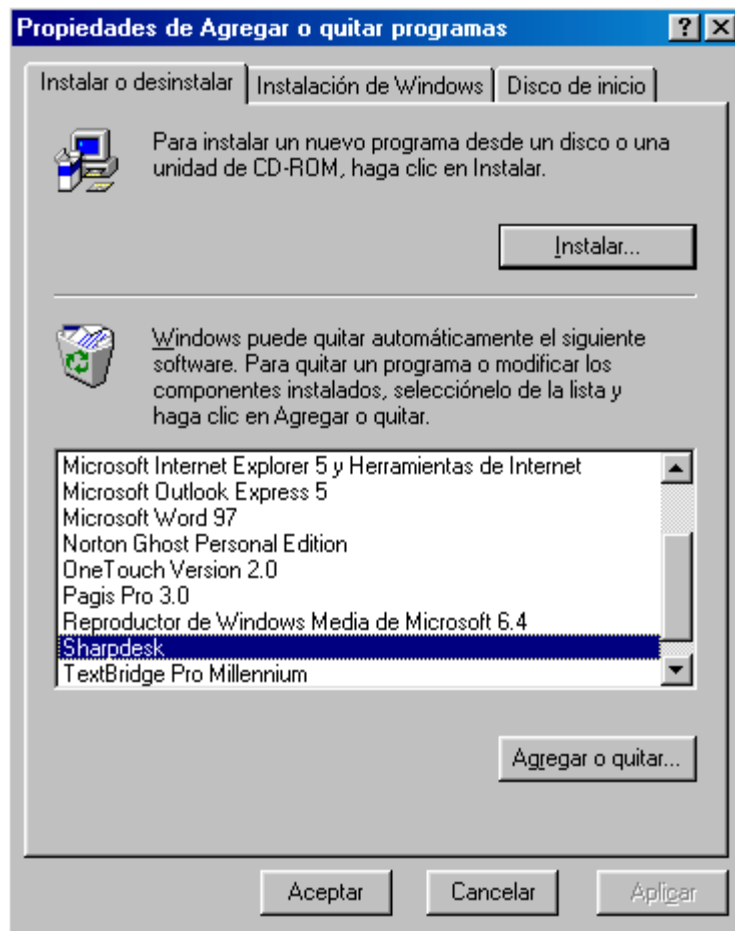 Propiedades de Agregar o quitar programas
Instalar o desinstalar
Instalación de Windows
Disco de inicio
Para instalar un nuevo programa desde un disco o una
unidad de CD-ROM, haga clic en Instalar.
Instalar...
Windows puede quitar automáticamente el siguiente
software. Para quitar un programa o modificar los
componentes instalados, selecciónelo de la lista y
haga clic en Agregar o quitar.
Microsoft Internet Explorer 5 y Herramientas de Internet
Microsoft Outlook Express 5
Microsoft Word 97
Norton Ghost Personal Edition
OneTouch Version 2.0
Pagis Pro 3.0
Reproductor de Windows Media de Microsoft 6.4
Sharpdesk
TextBridge Pro Millennium
Agregar o quitar...
Aceptar
Cancelar
Aplicar